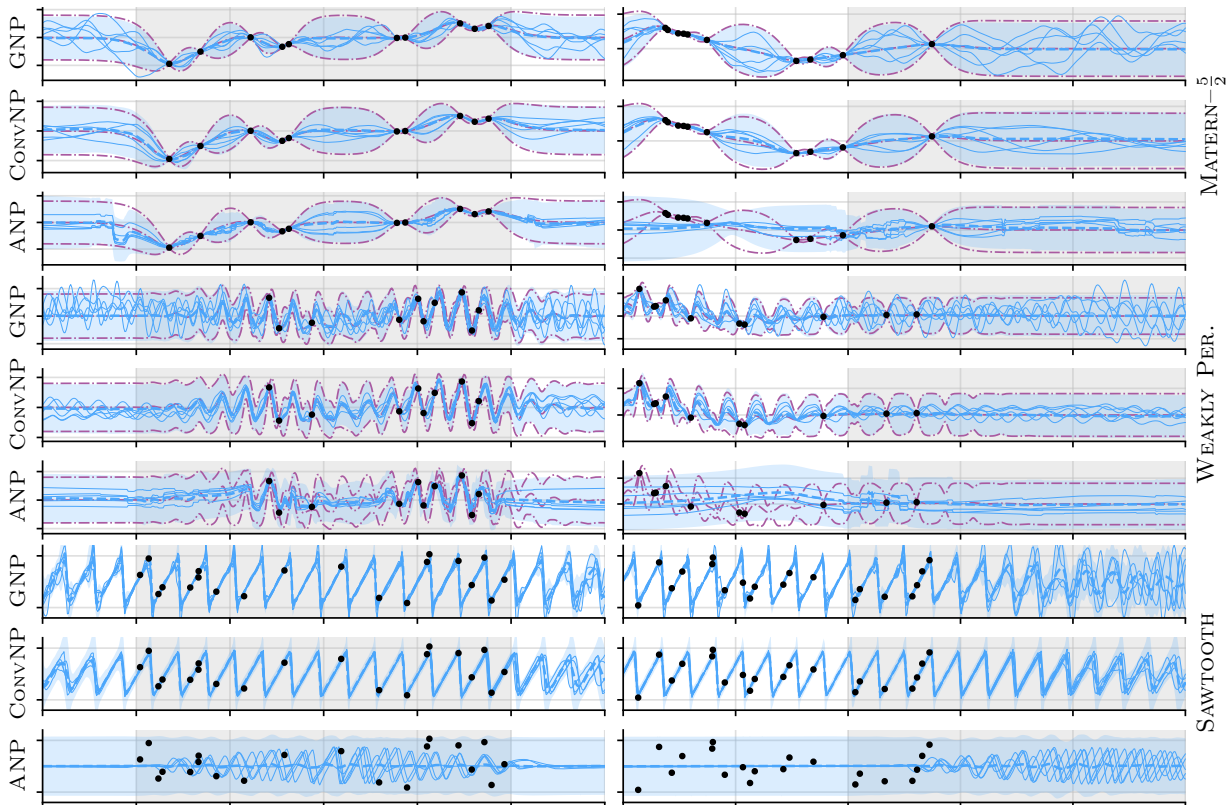 GNP
ConvNP
ANP
Matern–5/2
GNP
ConvNP
ANP
Weakly Per.
GNP
ConvNP
ANP
Sawtooth